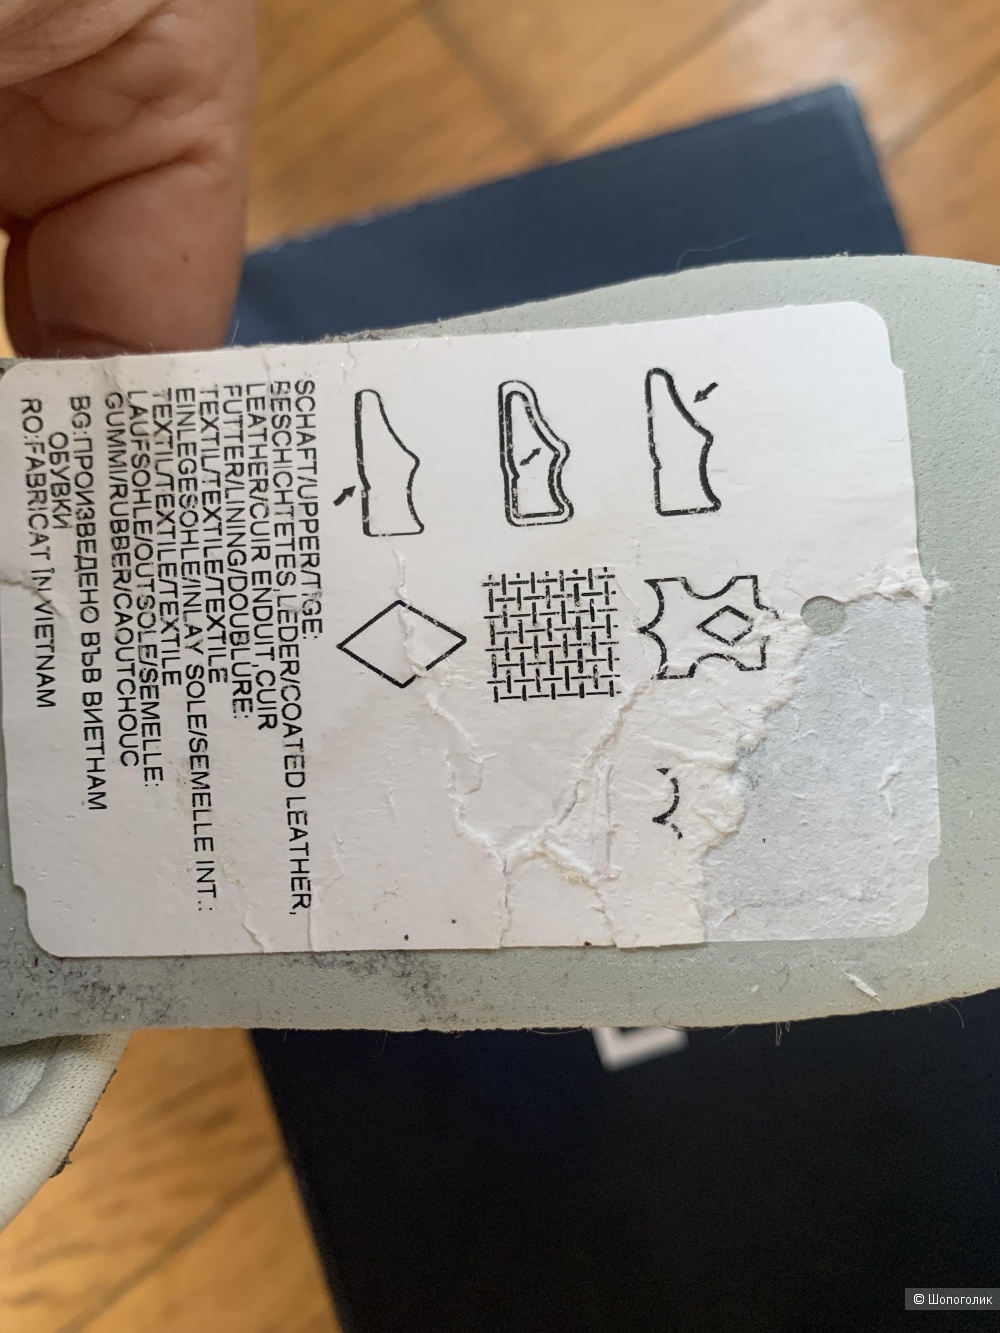 SCHAFT/UPPER/TIGE:
BESCHICHTETES LEDER/COATED LEATHER,
LEATHER/CUIR ENDUIT,CUIR
FUTTER/LINING/DOUBLURE:
TEXTIL/TEXTILE/TEXTILE
EINLEGESOHLE/INLAY SOLE/SEMELLE INT.:
TEXTIL/TEXTILE/TEXTILE
LAUFSOHLE/OUTSOLE/SEMELLE:
GUMMI/RUBBER/CAOUTCHOUC
BG:ПРОИЗВЕДЕНО ВЪВ ВИЕТНАМ
ОБУВКИ
RO:FABRICAT ÎN VIETNAM
© Шопоголик